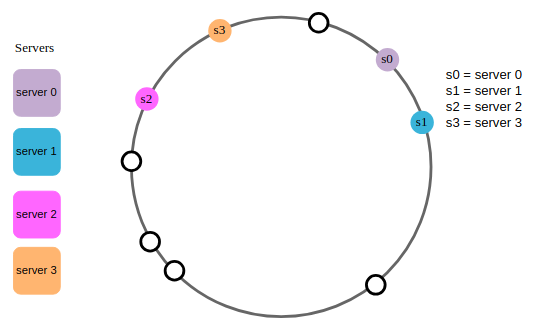 Servers
server 0
server 1
server 2
server 3
s3
s0
s2
s1
s0 = server 0
s1 = server 1
s2 = server 2
s3 = server 3